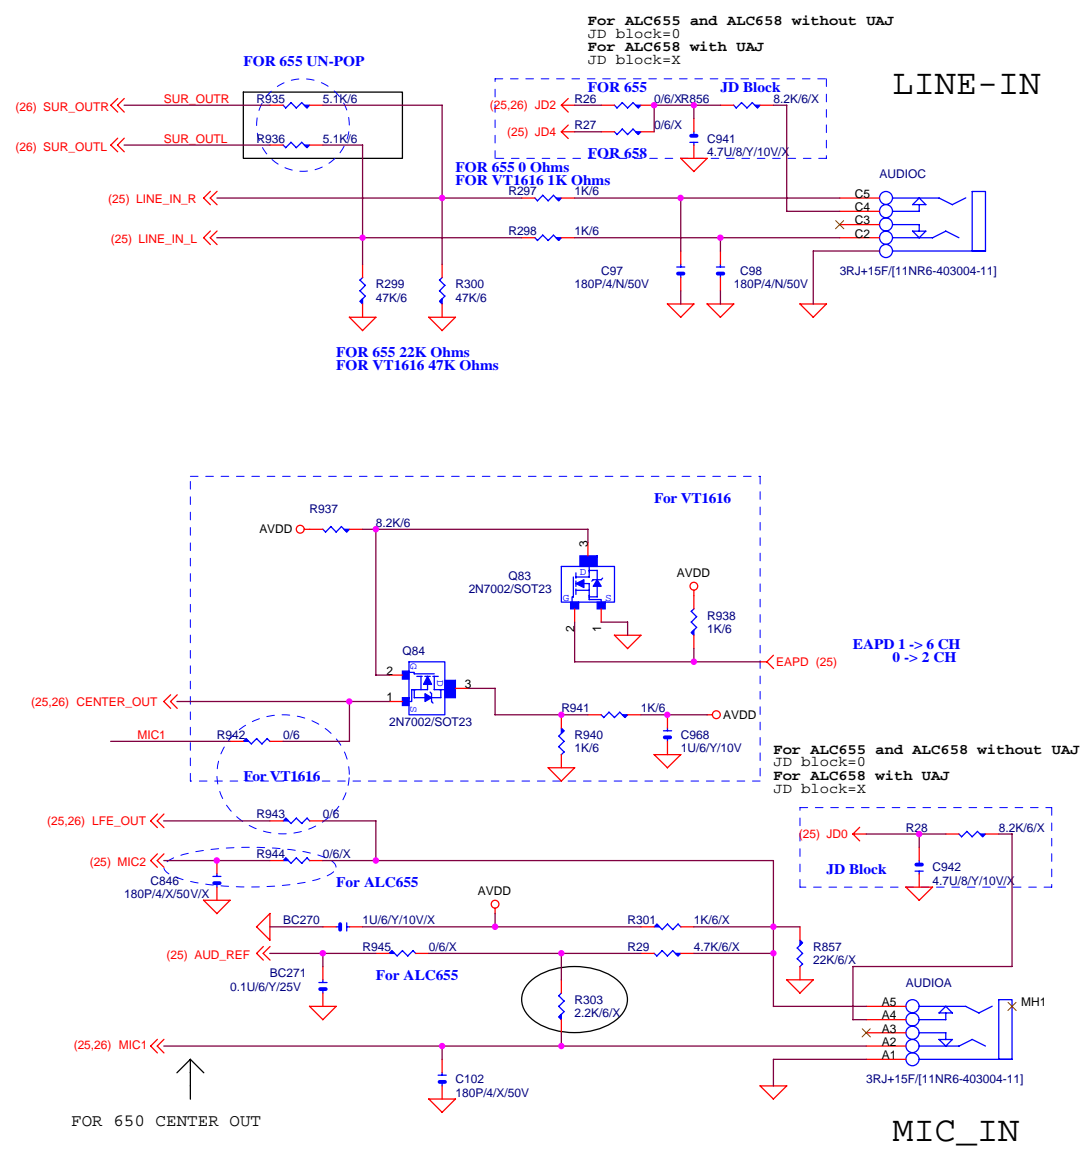 For ALC655 and ALC658 without UAJ
JD block=0
For ALC658 with UAJ
JD block=X
LINE-IN
FOR 655 UN-POP
FOR 655
JD Block
(26) SUR_OUTR
SUR_OUTR
R935
5.1K/6
(25,26) JD2
R26
0/6/X
R856
8.2K/6/X
(26) SUR_OUTL
SUR_OUTL
R936
5.1K/6
(25) JD4
R27
0/6/X
C941
4.7U/8/Y/10V/X
FOR 658
FOR 655 0 Ohms
FOR VT1616 1K Ohms
AUDIOC
(25) LINE_IN_R
R297
1K/6
C5
C4
C3
C2
(25) LINE_IN_L
R298
1K/6
C97
180P/4/N/50V
C98
180P/4/N/50V
3RJ+15F/[11NR6-403004-11]
R299
47K/6
R300
47K/6
FOR 655 22K Ohms
FOR VT1616 47K Ohms
For VT1616
R937
AVDD
8.2K/6
3
D
G
S
Q83
2N7002/SOT23
2
1
AVDD
R938
1K/6
EAPD 1 -> 6 CH
0 -> 2 CH
EAPD (25)
Q84
2
1
3
G
D
S
2N7002/SOT23
(25,26) CENTER_OUT
R941
1K/6
AVDD
MIC1
R942
0/6
R940
1K/6
C968
1U/6/Y/10V
For VT1616
For ALC655 and ALC658 without UAJ
JD block=0
For ALC658 with UAJ
JD block=X
(25,26) LFE_OUT
R943
0/6
(25) JD0
R28
8.2K/6/X
(25) MIC2
R944
0/6/X
JD Block
C942
4.7U/8/Y/10V/X
C846
180P/4/X/50V/X
For ALC655
AVDD
BC270
1U/6/Y/10V/X
R301
1K/6/X
(25) AUD_REF
R945
0/6/X
R29
4.7K/6/X
R857
22K/6/X
BC271
0.1U/6/Y/25V
For ALC655
AUDIOA
R303
2.2K/6/X
A5
A4
A3
A2
A1
MH1
(25,26) MIC1
C102
180P/4/X/50V
3RJ+15F/[11NR6-403004-11]
FOR 650 CENTER OUT
MIC_IN